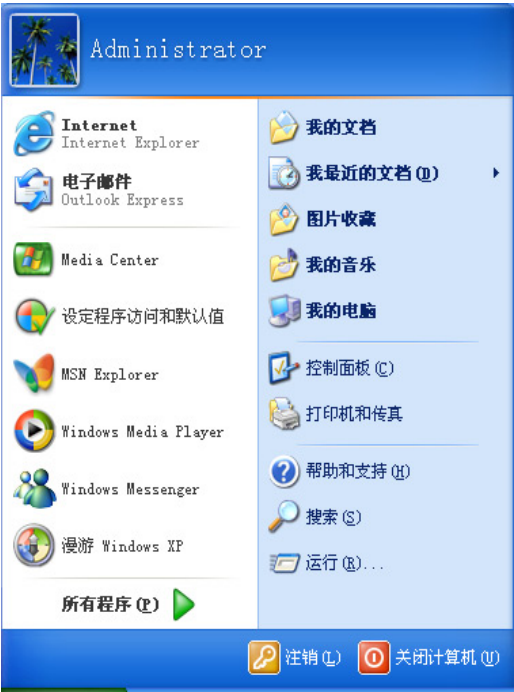 Administrator
Internet
Internet Explorer
电子邮件
Outlook Express
Media Center
设定程序访问和默认值
MSN Explorer
Windows Media Player
Windows Messenger
漫游 Windows XP
所有程序(P)
我的文档
我最近的文档(D)
图片收藏
我的音乐
我的电脑
控制面板(C)
打印机和传真
帮助和支持(H)
搜索(S)
运行(R)...
注销(L)
关闭计算机(U)